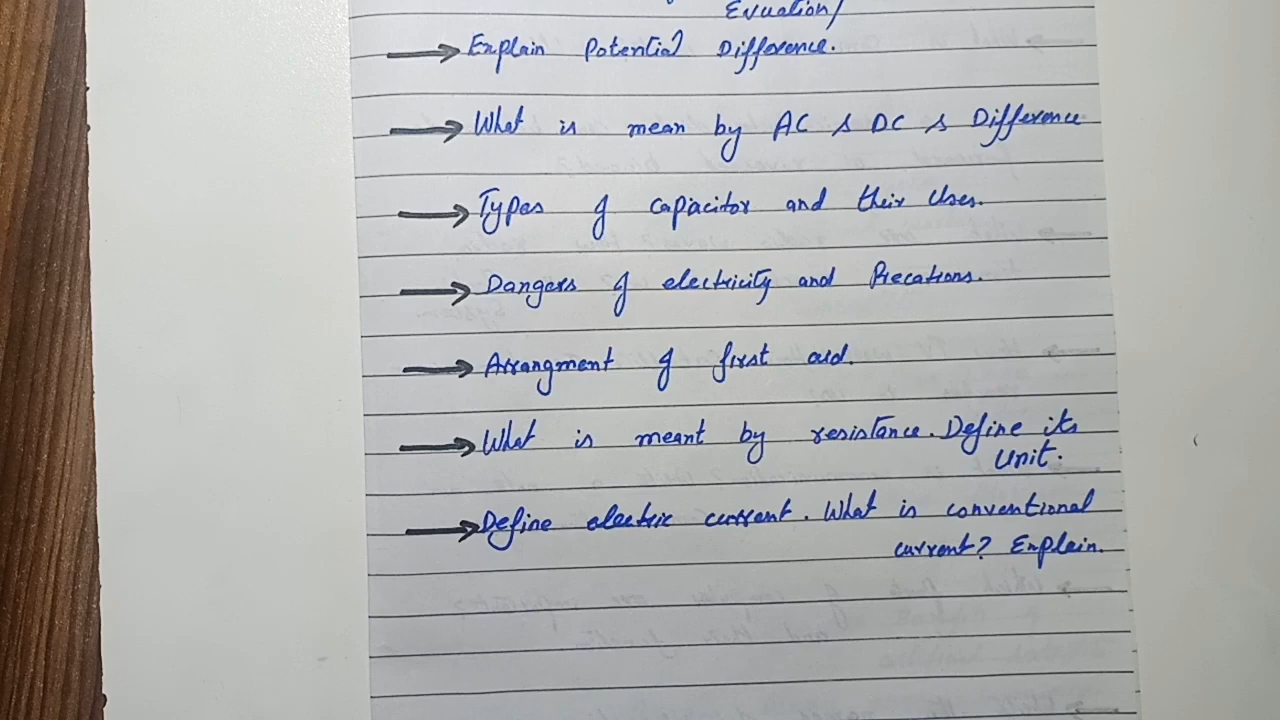 Evuation/
→ Explain Potential Difference.
→ What is mean by AC & DC & Difference
→ Types of capacitor and their Uses.
→ Dangers of electricity and Precations.
→ Arrangment of first aid.
→ What is meant by resistance. Define its
Unit.
→ Define electric current. What is conventional
current? Explain.